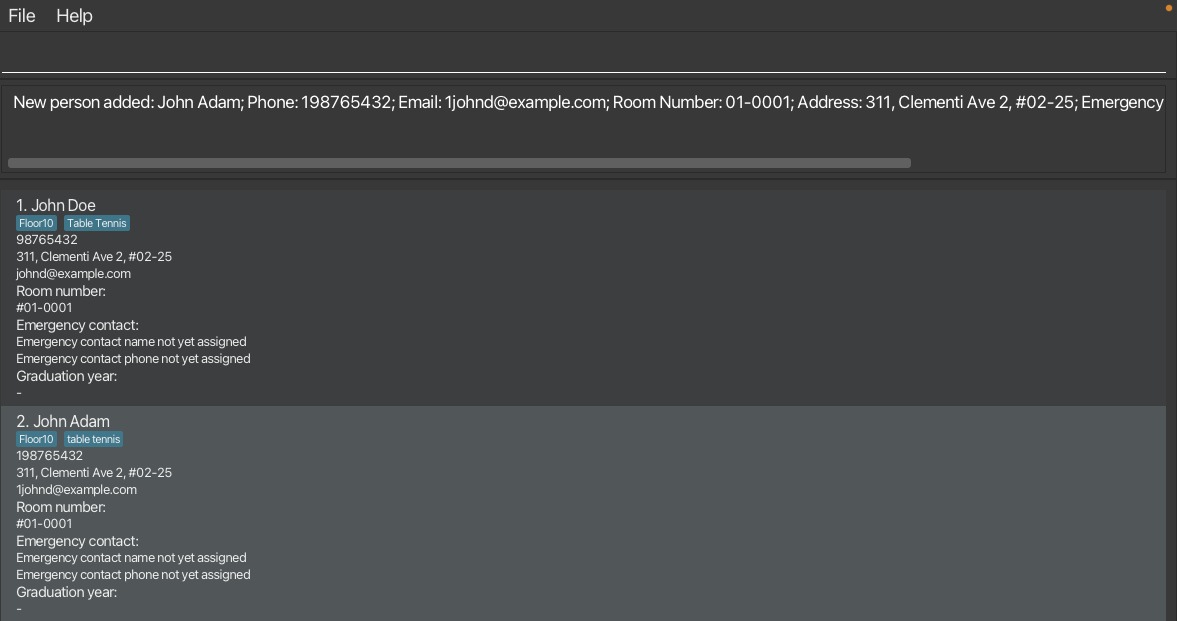 File Help
New person added: John Adam; Phone: 198765432; Email: 1johnd@example.com; Room Number: 01-0001; Address: 311, Clementi Ave 2, #02-25; Emergency
1. John Doe
Floor10 Table Tennis
98765432
311, Clementi Ave 2, #02-25
johnd@example.com
Room number:
#01-0001
Emergency contact:
Emergency contact name not yet assigned
Emergency contact phone not yet assigned
Graduation year:
-
2. John Adam
Floor10 table tennis
198765432
311, Clementi Ave 2, #02-25
1johnd@example.com
Room number:
#01-0001
Emergency contact:
Emergency contact name not yet assigned
Emergency contact phone not yet assigned
Graduation year:
-